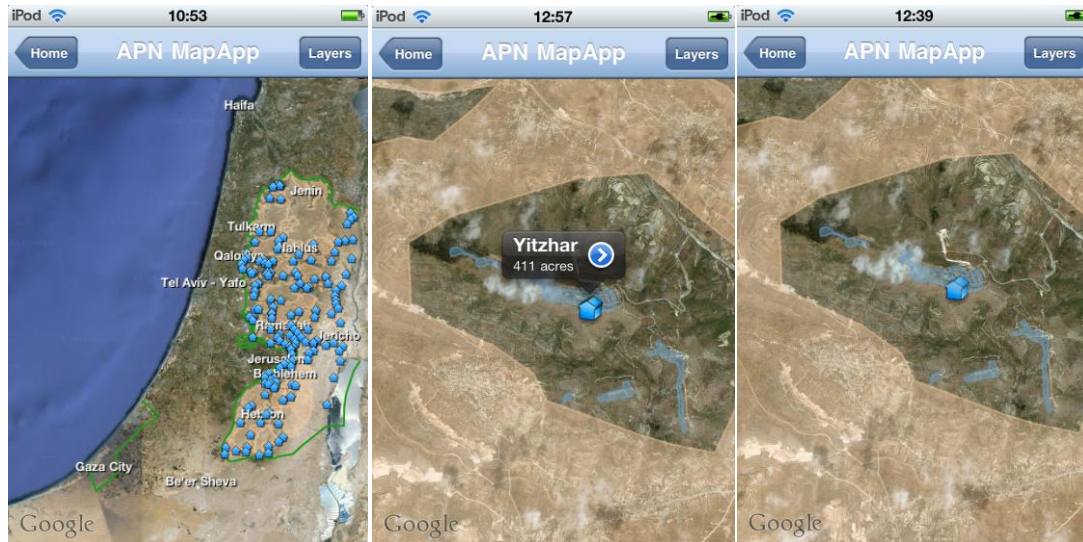 iPod 10:53
Home APN MapApp Layers
Haifa
Jenin
Tulkarm
Nablus
Qalqilya
Tel Aviv - Yafo
Ramallah
Jericho
Jerusalem
Bethlehem
Hebron
Gaza City
Be'er Sheva
Google
iPod 12:57
Home APN MapApp Layers
Yitzhar
411 acres
Google
iPod 12:39
Home APN MapApp Layers
Google